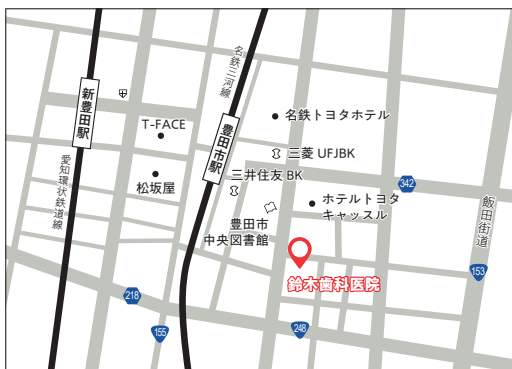 名鉄三河線
新豊田駅
T-FACE
豊田市駅
名鉄トヨタホテル
三菱 UFJBK
三井住友 BK
342
愛知環状鉄道線
松坂屋
ホテルトヨタ
キャッスル
飯田街道
豊田市
中央図書館
鈴木歯科医院
153
218
155
248